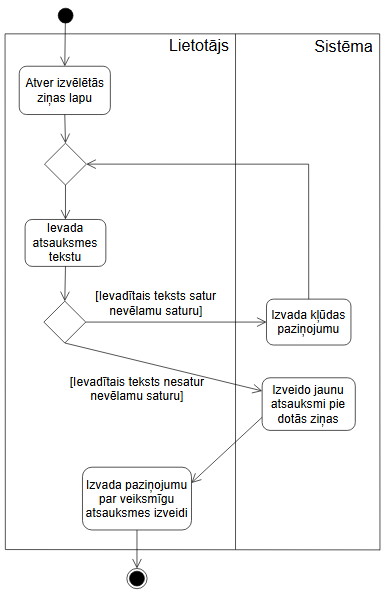 Lietotājs
Sistēma
Atver izvēlētās
ziņas lapu
Ievada
atsauksmes
tekstu
[Ievadītais teksts satur
nevēlamu saturu]
Izvada kļūdas
paziņojumu
[Ievadītais teksts nesatur
nevēlamu saturu]
Izveido jaunu
atsauksmi pie
dotās ziņas
Izvada paziņojumu
par veiksmīgu
atsauksmes izveidi